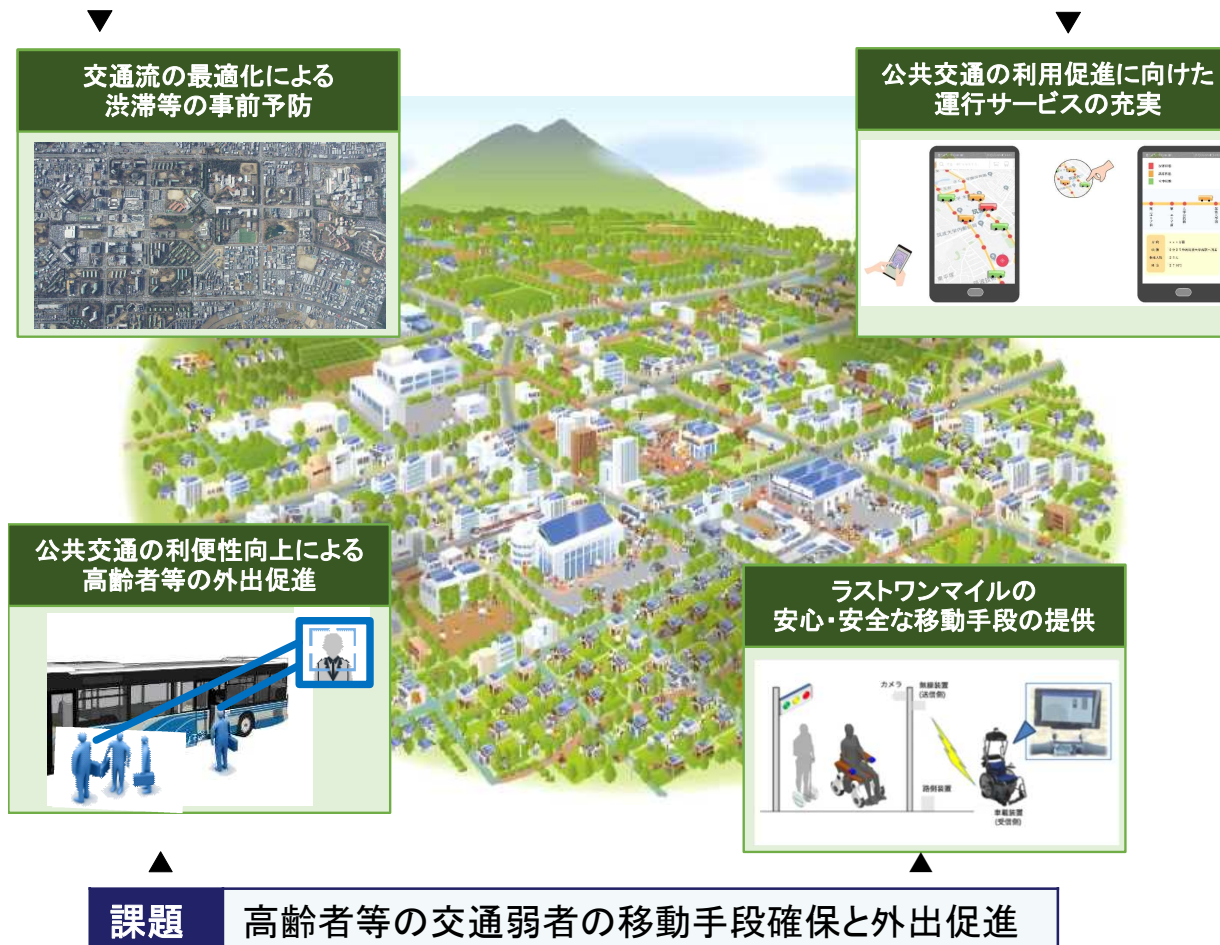 交通流の最適化による
渋滞等の事前予防
公共交通の利用促進に向けた
運行サービスの充実
公共交通の利便性向上による
高齢者等の外出促進
ラストワンマイルの
安心・安全な移動手段の提供
カメラ
無線装置
(送信側)
路側装置
車載装置
(受信側)
課題
高齢者等の交通弱者の移動手段確保と外出促進